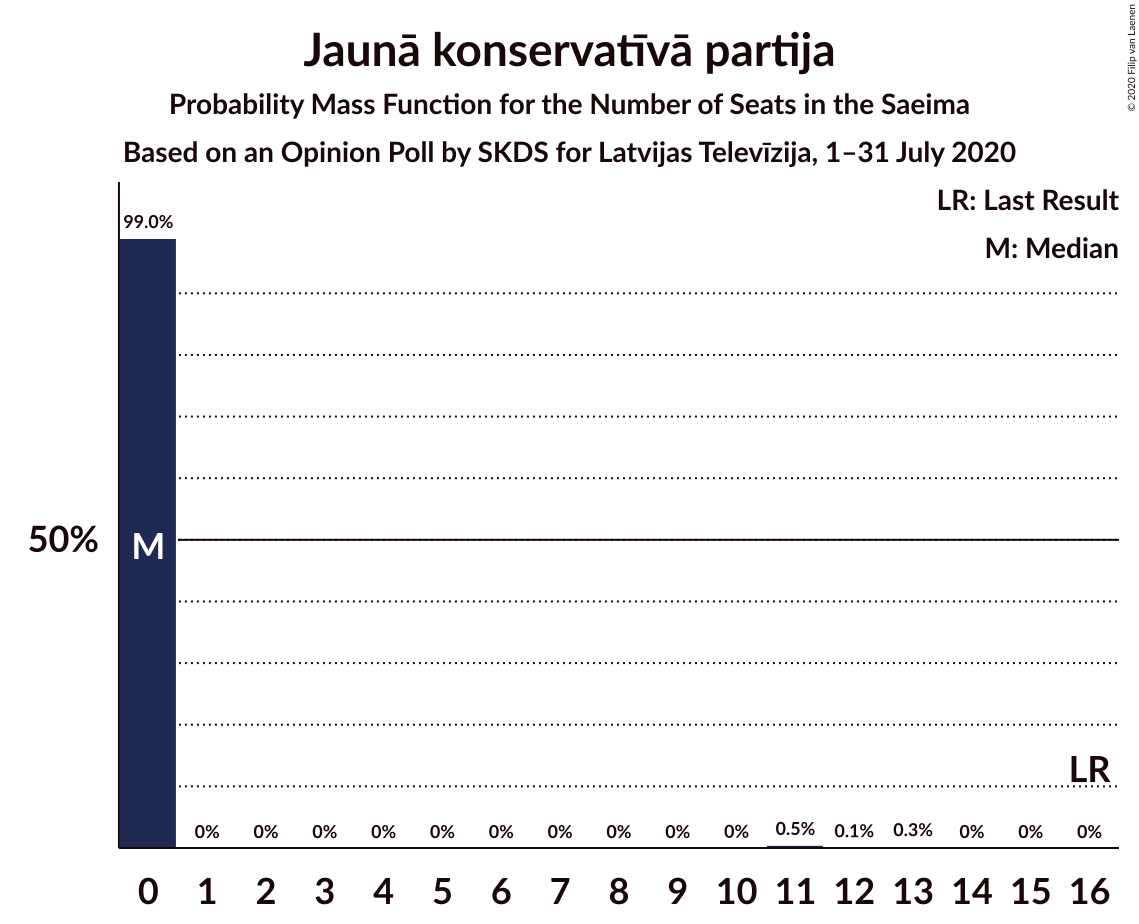 Jaunā konservatīvā partija
Probability Mass Function for the Number of Seats in the Saeima
Based on an Opinion Poll by SKDS for Latvijas Televīzija, 1–31 July 2020
© 2020 Filip van Laenen
LR: Last Result
M: Median
99.0%
50%
M
LR
0% 0% 0% 0% 0% 0% 0% 0% 0% 0% 0.5% 0.1% 0.3% 0% 0% 0%
0 1 2 3 4 5 6 7 8 9 10 11 12 13 14 15 16